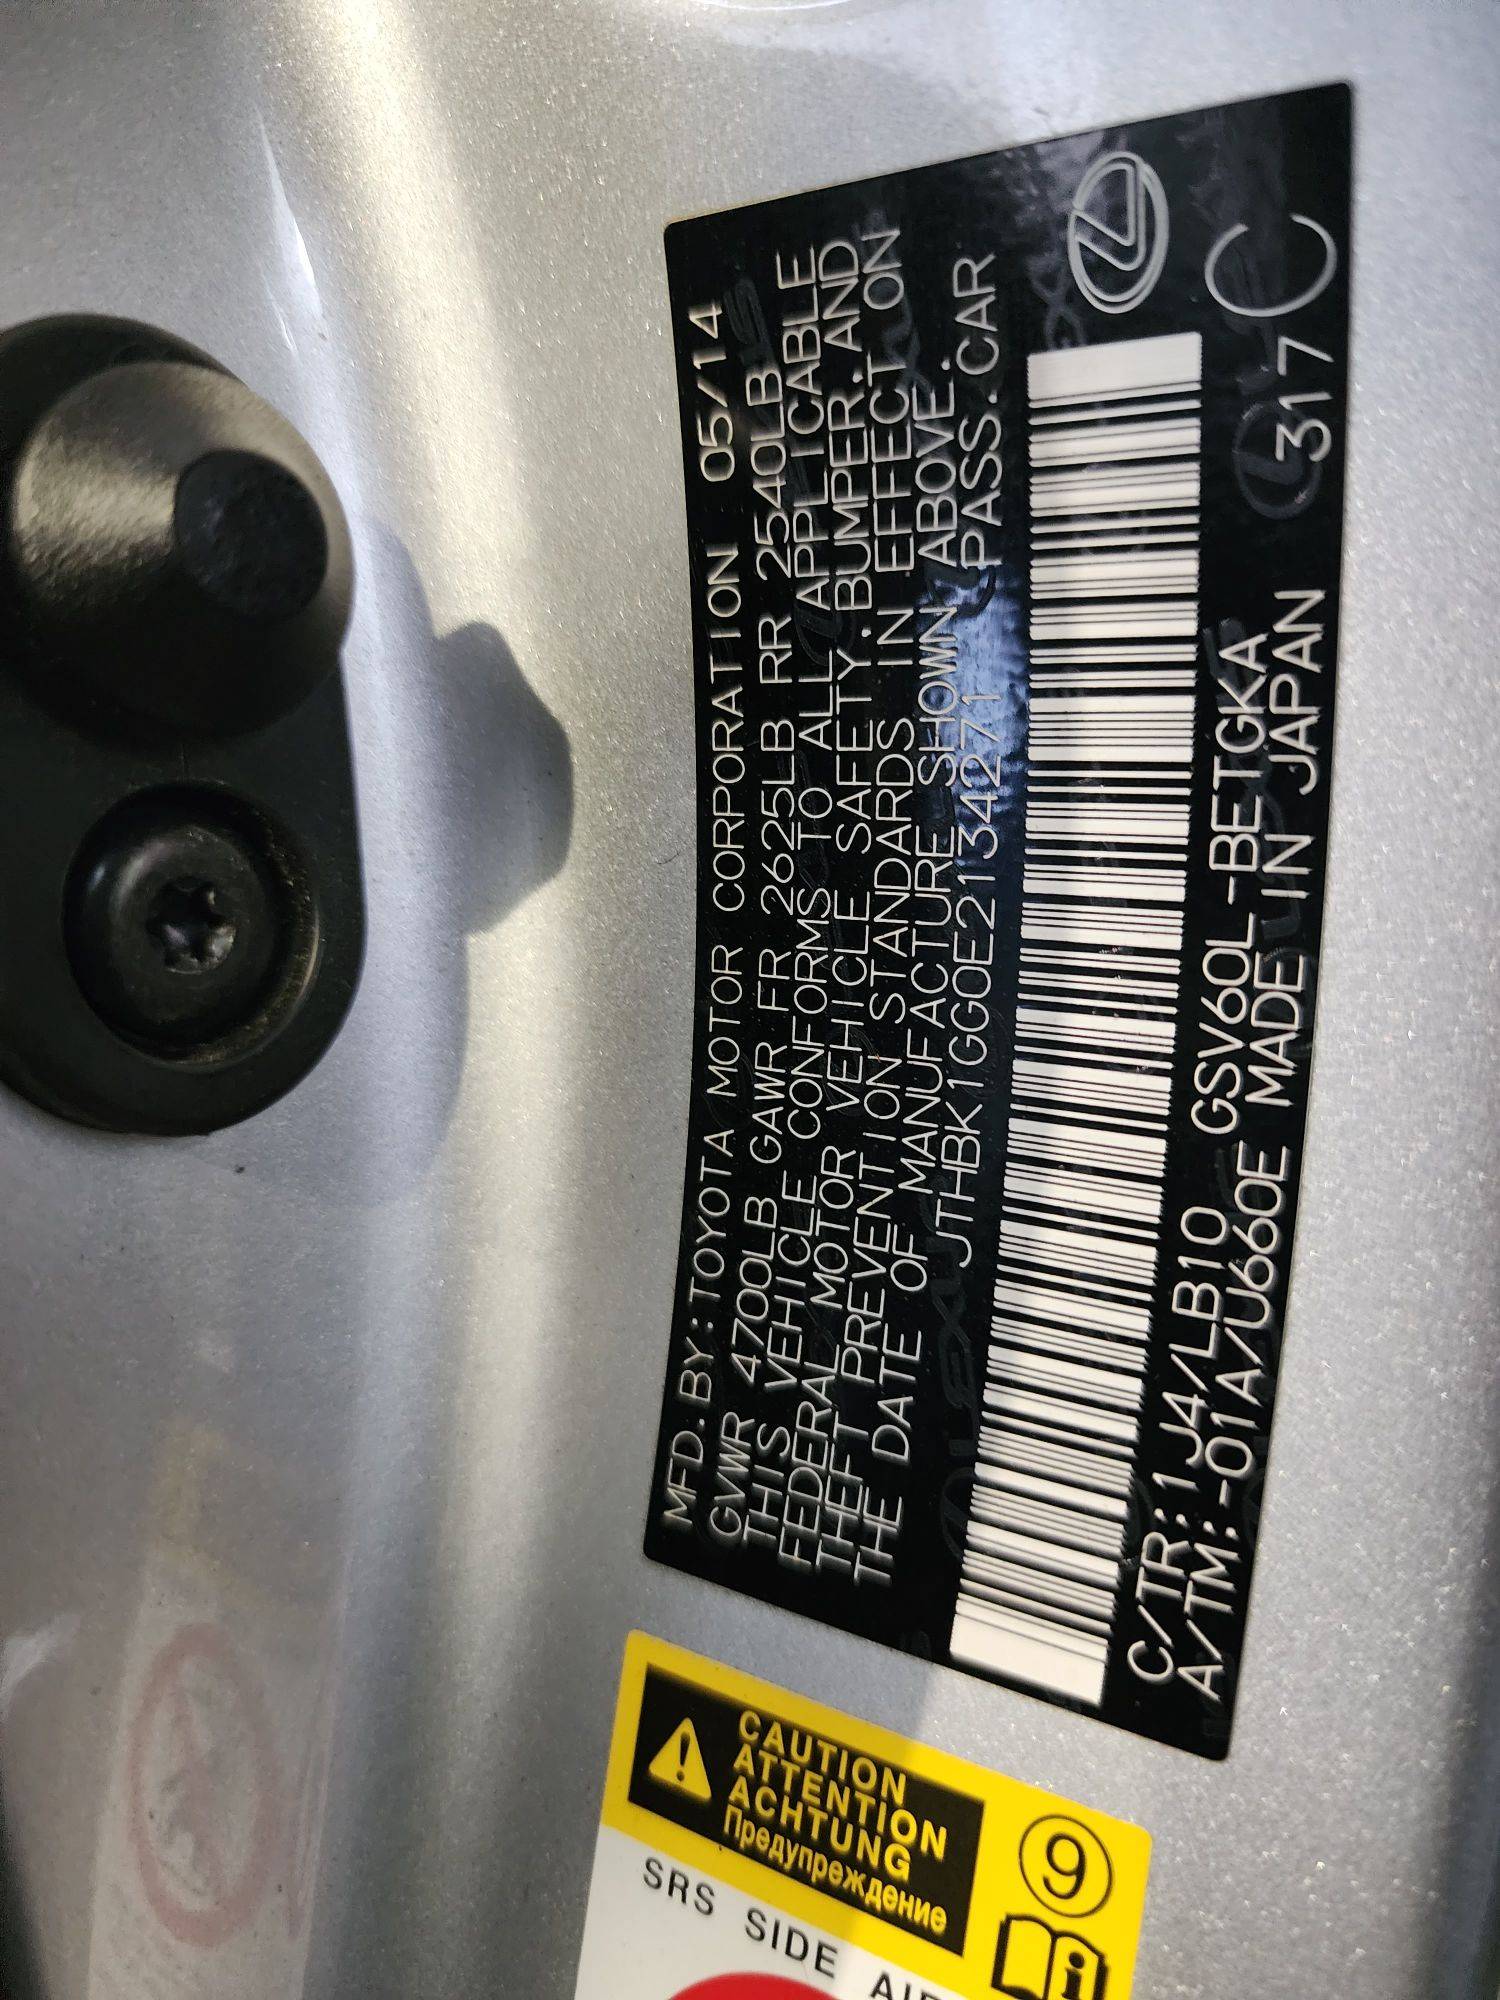 MFD.BY:TOYOTA MOTOR CORPORATION 05/14
GVWR 4700LB GAWR FR 2625LB RR 2540LB
THIS VEHICLE CONFORMS TO ALL APPLICABLE
FEDERAL MOTOR VEHICLE SAFETY.BUMPER.AND
THEFT PREVENTION STANDARDS IN EFFECT ON
THE DATE OF MANUFACTURE SHOWN ABOVE.
JTHBK1GG0E2134271 PASS.CAR
C/TR:1J4/LB10 GSV60L-BETGKA
A/TM:-01A/U660E MADE IN JAPAN 317 C
CAUTION
ATTENTION
ACHTUNG
Предупреждение
9
i
SRS SIDE